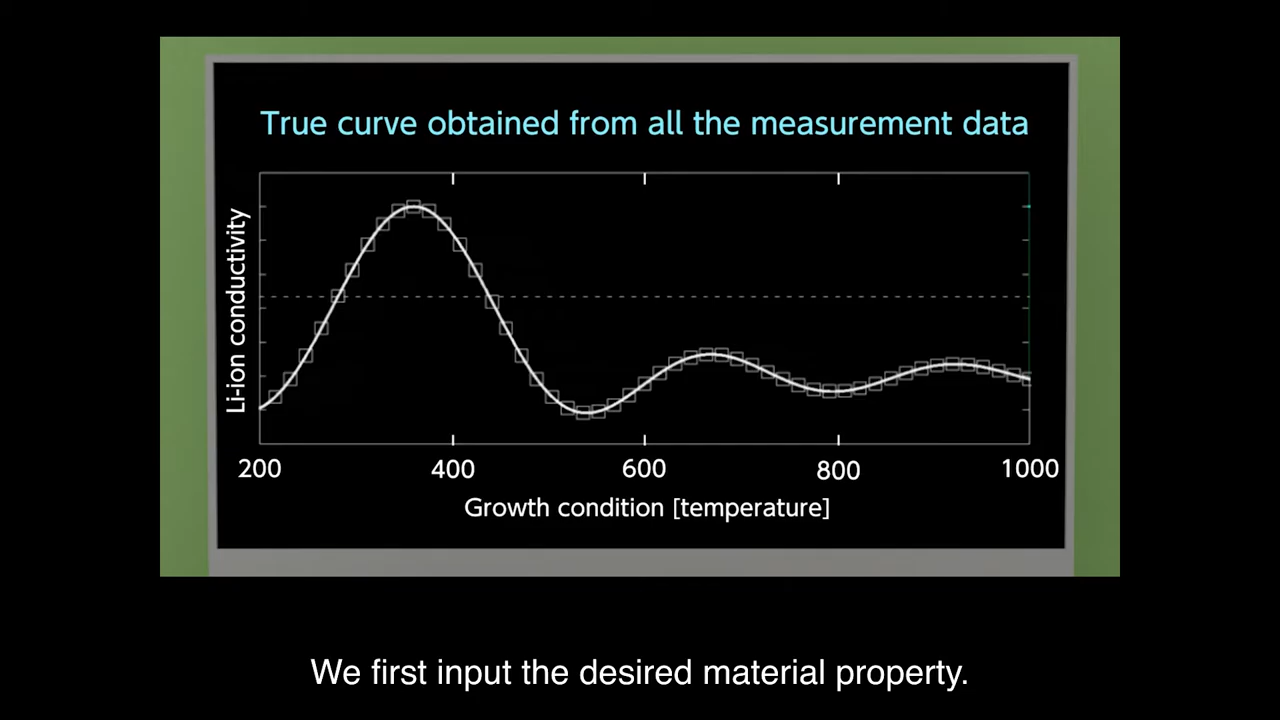 True curve obtained from all the measurement data
Li-ion conductivity
200 400 600 800 1000
Growth condition [temperature]
We first input the desired material property.